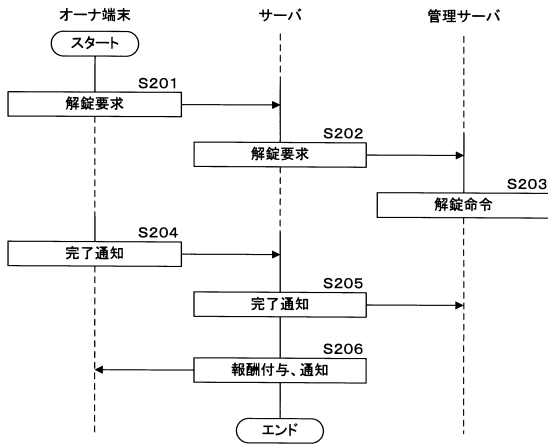 オーナ端末
サーバ
管理サーバ
スタート
S201
解錠要求
S202
解錠要求
S203
解錠命令
S204
完了通知
S205
完了通知
S206
報酬付与、通知
エンド